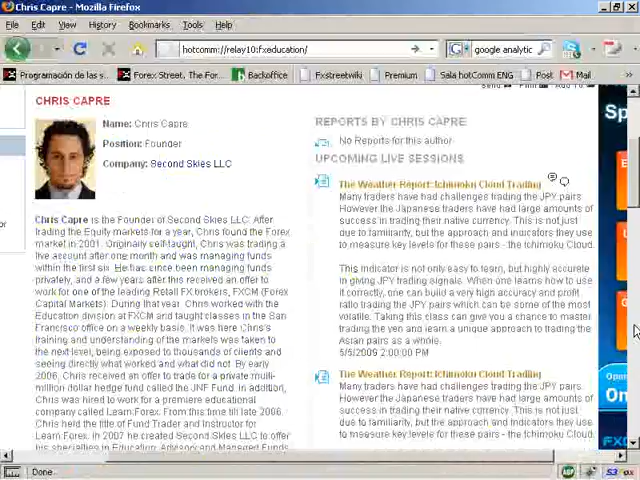 Chris Capre - Mozilla Firefox
File Edit View History Bookmarks Tools Help
hotcomm://relay10:fxeducation/
google analytic
Programación de las s... Forex Street, The For... Backoffice Fxstreetwiki Premium Sala hotComm ENG Post Mail
CHRIS CAPRE
Name: Chris Capre
Position: Founder
Company: Second Skies LLC
Chris Capre is the Founder of Second Skies LLC. After
trading the Equity markets for a year, Chris found the Forex
market in 2001. Originally self-taught, Chris was trading a
live account after one month and was managing funds
within the first six. He has since been managing funds
privately, and a few years after this received an offer to
work for one of the leading Retail FX brokers, FXCM (Forex
Capital Markets). During that year, Chris worked with the
Education division at FXCM and taught classes in the San
Francisco office on a weekly basis. It was here Chris's
training and understanding of the markets was taken to
the next level, being exposed to thousands of clients and
seeing directly what worked and what did not. By early
2006, Chris received an offer to trade for a private multi-
million dollar hedge fund called the JNF Fund. In addition,
Chris was hired to work for a premiere educational
company called Learn:Forex. From this time till late 2006,
Chris held the title of Fund Trader and Instructor for
Learn:Forex. In 2007 he created Second Skies LLC to build
his specialties in Education, Advisory and Managed Funds
REPORTS BY CHRIS CAPRE
No Reports for this author
UPCOMING LIVE SESSIONS
The Weather Report: Ichimoku Cloud Trading
Many traders have had challenges trading the JPY pairs.
However the Japanese traders have had large amounts of
success in trading their native currency. This is not just
due to familiarity, but the approach and indicators they use
to measure key levels for these pairs - the Ichimoku Cloud.
This indicator is not only easy to learn, but highly accurate
in giving JPY trading signals. When one learns how to use
it correctly, one can build a very high accuracy and profit
ratio trading the JPY pairs which can be some of the most
volatile. Taking this class will give you a chance to master
trading the yen and learn a unique approach to trading the
Asian pairs as a whole.
5/5/2009 2:00:00 PM
The Weather Report: Ichimoku Cloud Trading
Many traders have had challenges trading the JPY pairs.
However the Japanese traders have had large amounts of
success in trading their native currency. This is not just
due to familiarity, but the approach and indicators they use
to measure key levels for these pairs - the Ichimoku Cloud.
Sp
On
FXS
Done